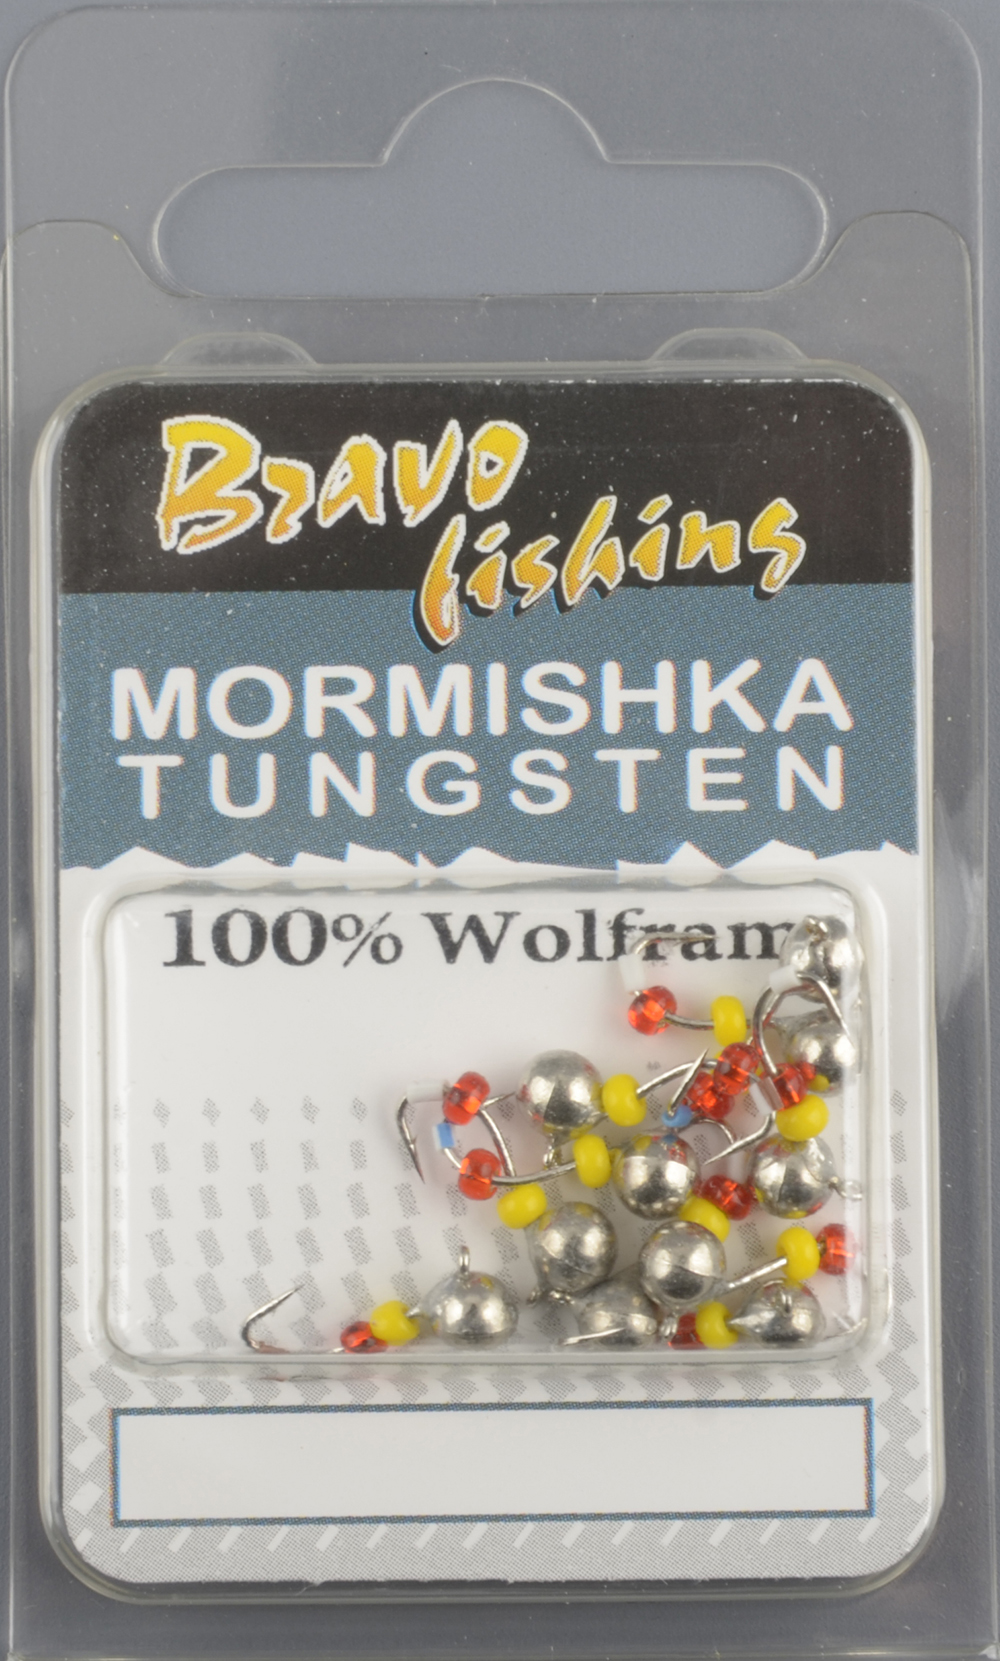 Bravo
fishing
MORMISHKA
TUNGSTEN
100% Wolfram